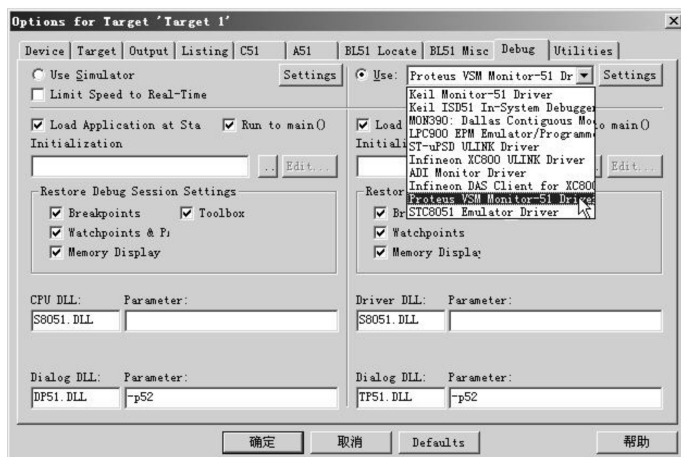 Options for Target 'Target 1'
Device Target Output Listing C51 A51 BL51 Locate BL51 Misc Debug Utilities
Use Simulator Settings
Limit Speed to Real-Time
Use: Proteus VSM Monitor-51 Dr Settings
Keil Monitor-51 Driver
Keil ISD51 In-System Debugger
MON390: Dallas Contiguous Mo
LPC900 EPM Emulator/Programm
ST-uPSD ULINK Driver
Infineon XC800 ULINK Driver
ADI Monitor Driver
Infineon DAS Client for XC800
Proteus VSM Monitor-51 Driver
STC8051 Emulator Driver
Load Application at Sta Run to main()
Initialization
.. Edit...
Load o main()
Initiali
.. Edit...
Restore Debug Session Settings
Breakpoints Toolbox
Watchpoints & P
Memory Display
Restor
Br
Watchpoints
Memory Display
CPU DLL: Parameter:
S8051.DLL
Driver DLL: Parameter:
S8051.DLL
Dialog DLL: Parameter:
DP51.DLL -p52
Dialog DLL: Parameter:
TP51.DLL -p52
确定 取消 Defaults 帮助